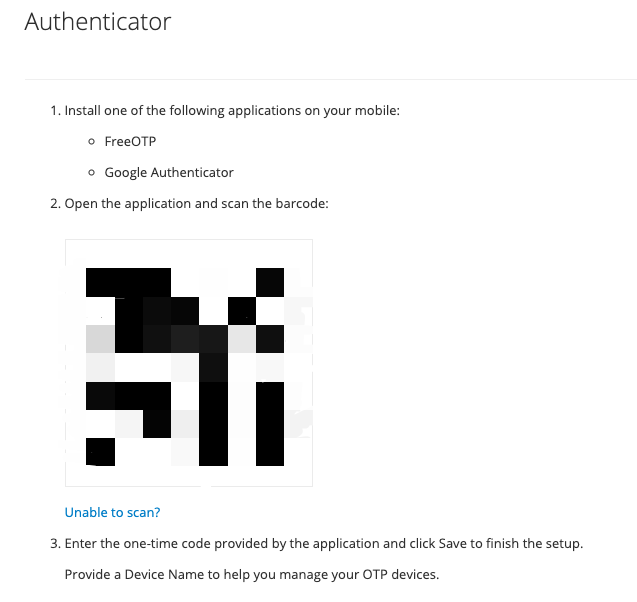 Authenticator
1. Install one of the following applications on your mobile:
FreeOTP
Google Authenticator
2. Open the application and scan the barcode:
Unable to scan?
3. Enter the one-time code provided by the application and click Save to finish the setup.
Provide a Device Name to help you manage your OTP devices.